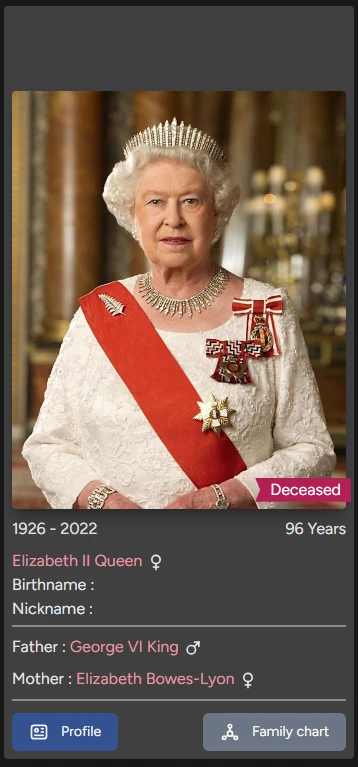 Deceased
1926 - 2022 96 Years
Elizabeth II Queen ♀
Birthname :
Nickname :
Father : George VI King ♂
Mother : Elizabeth Bowes-Lyon ♀
Profile Family chart